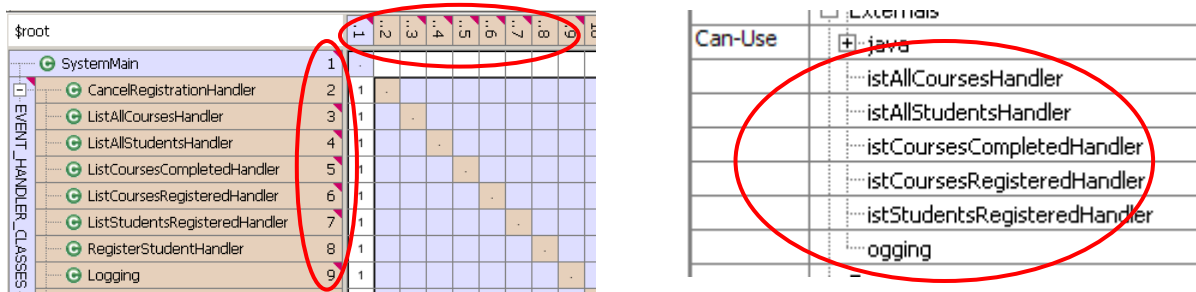 $root
..1 ..2 ..3 ..4 ..5 ..6 ..7 ..8 ..9 10
SystemMain 1 .
CancelRegistrationHandler 2 1 .
ListAllCoursesHandler 3 1 .
ListAllStudentsHandler 4 1 .
ListCoursesCompletedHandler 5 1 .
ListCoursesRegisteredHandler 6 1 .
ListStudentsRegisteredHandler 7 1 .
RegisterStudentHandler 8 1 .
Logging 9 1 .
EVENT_HANDLER_CLASSES
Externals
Can-Use
java
istAllCoursesHandler
istAllStudentsHandler
istCoursesCompletedHandler
istCoursesRegisteredHandler
istStudentsRegisteredHandler
ogging